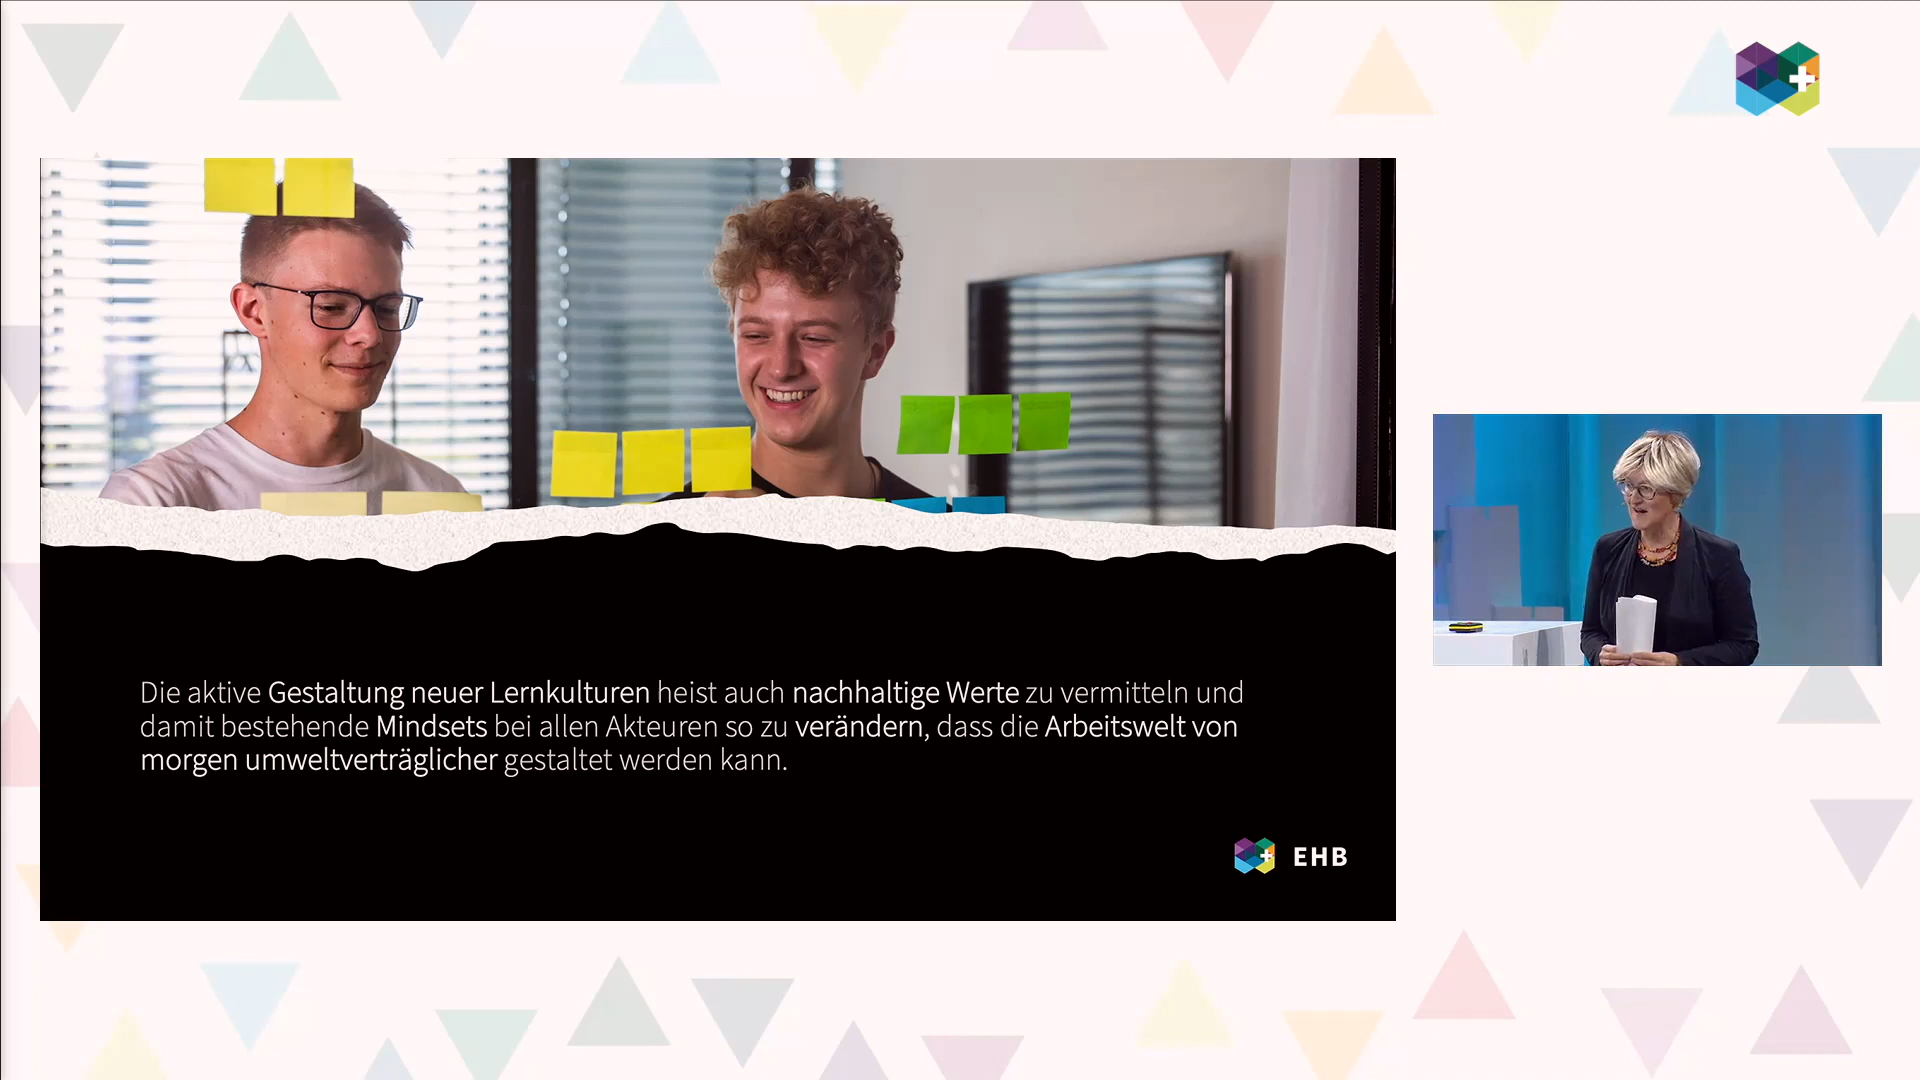 Die aktive Gestaltung neuer Lernkulturen heist auch nachhaltige Werte zu vermitteln und
damit bestehende Mindsets bei allen Akteuren so zu verändern, dass die Arbeitswelt von
morgen umweltverträglicher gestaltet werden kann.
EHB